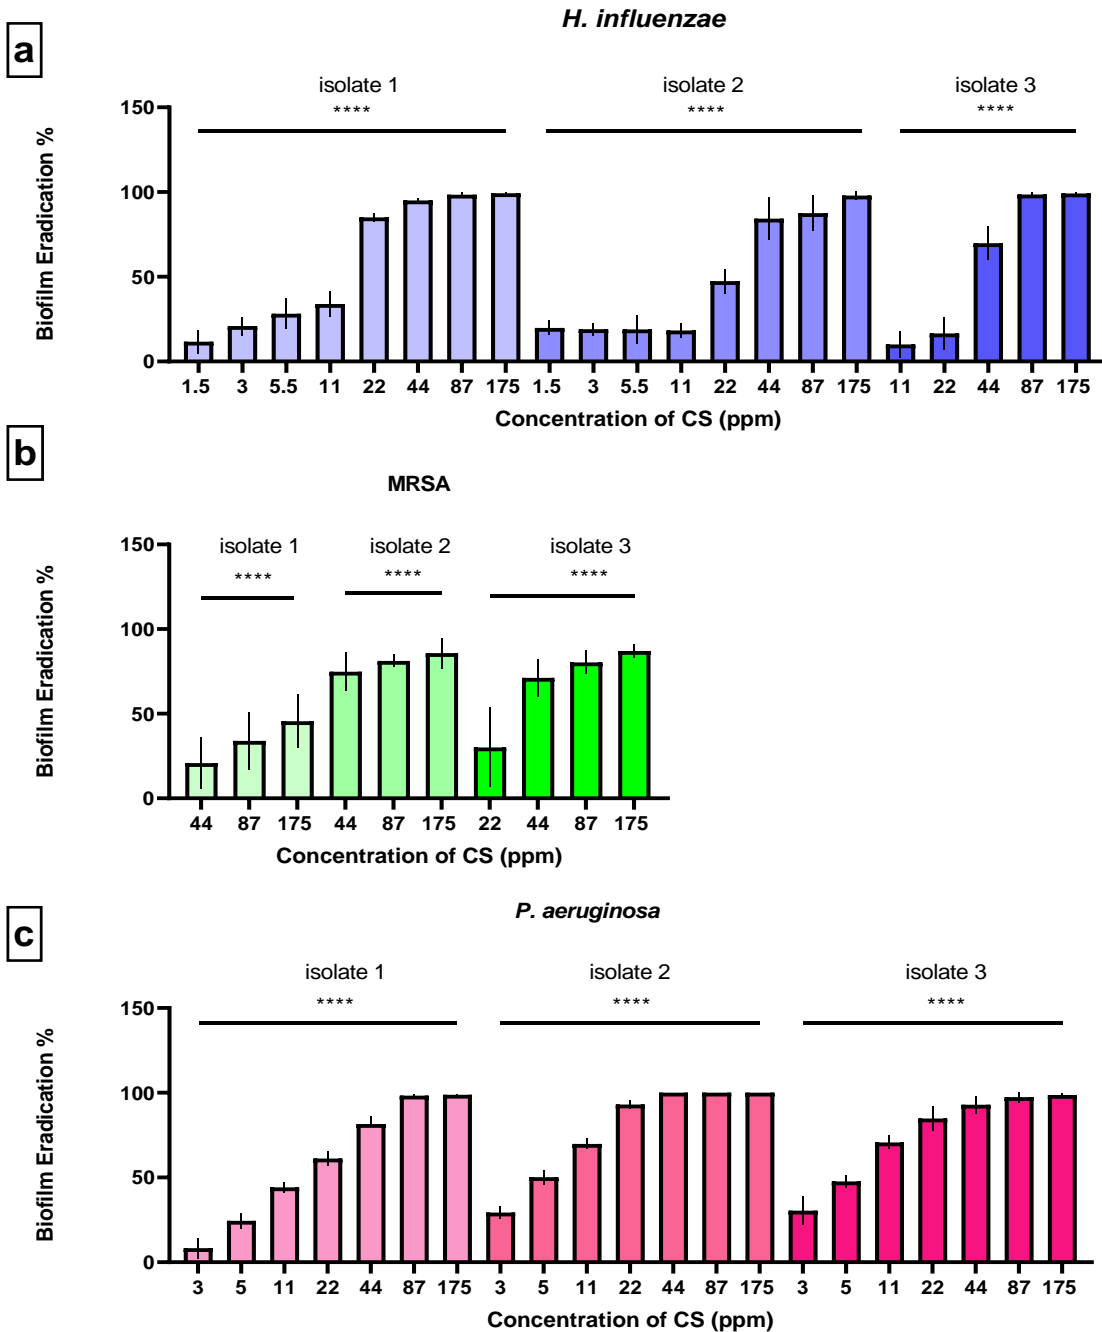 H. influenzae
a
isolate 1 isolate 2 isolate 3
**** **** ****
150
100
50
0
Biofilm Eradication %
1.5 3 5.5 11 22 44 87 175 1.5 3 5.5 11 22 44 87 175 11 22 44 87 175
Concentration of CS (ppm)
b
MRSA
isolate 1 isolate 2 isolate 3
**** **** ****
150
100
50
0
Biofilm Eradication %
44 87 175 44 87 175 22 44 87 175
Concentration of CS (ppm)
P. aeruginosa
c
isolate 1 isolate 2 isolate 3
**** **** ****
150
100
50
0
Biofilm Eradication %
3 5 11 22 44 87 175 3 5 11 22 44 87 175 3 5 11 22 44 87 175
Concentration of CS (ppm)